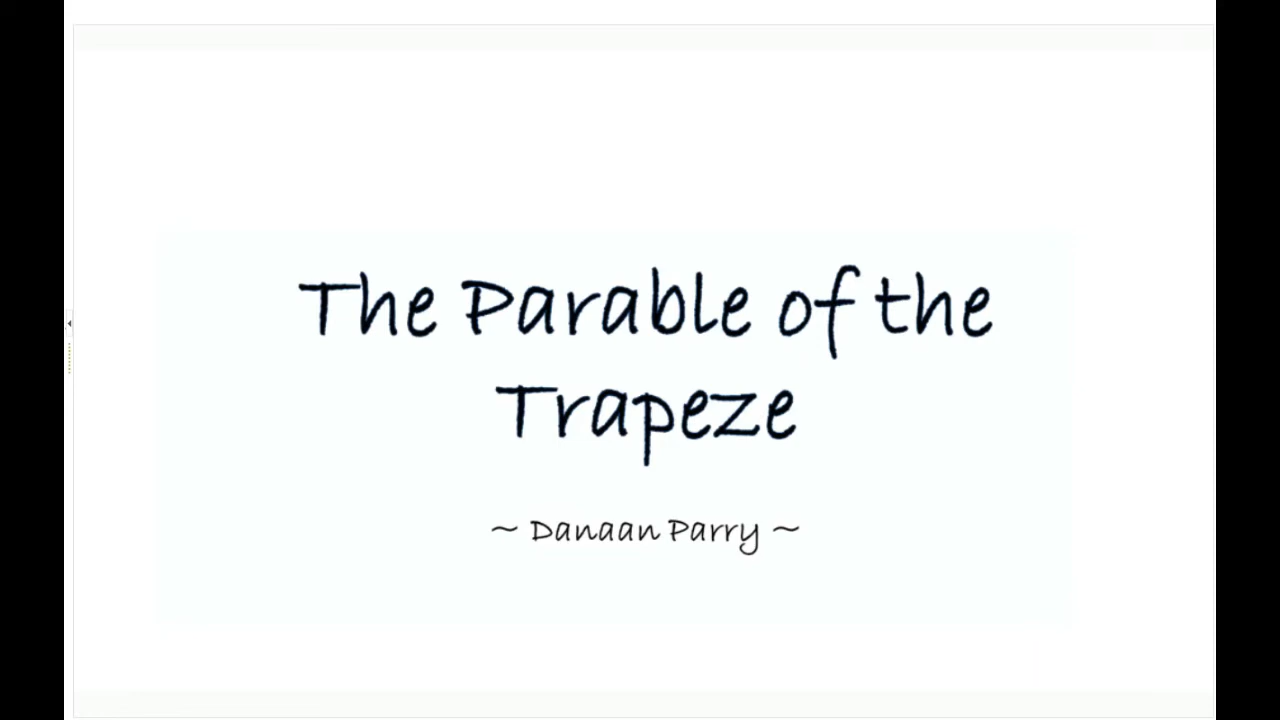 The Parable of the
Trapeze
~ Danaan Parry ~